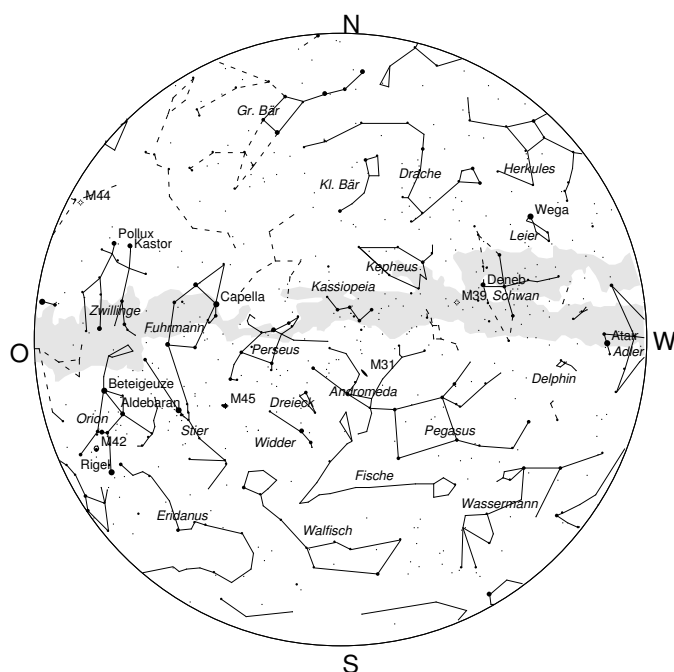 N
Gr. Bär
Kl. Bär
Drache
Herkules
M44
Wega
Leier
Pollux
Kastor
Kepheus
Deneb
Capella
Kassiopeia
M39
Schwan
Zwillinge
Fuhrmann
Atair
O
W
Perseus
Adler
M31
Beteigeuze
Delphin
Aldebaran
M45
Dreieck
Andromeda
Orion
Stier
Pegasus
M42
Widder
Rigel
Fische
Wassermann
Eridanus
Walfisch
S